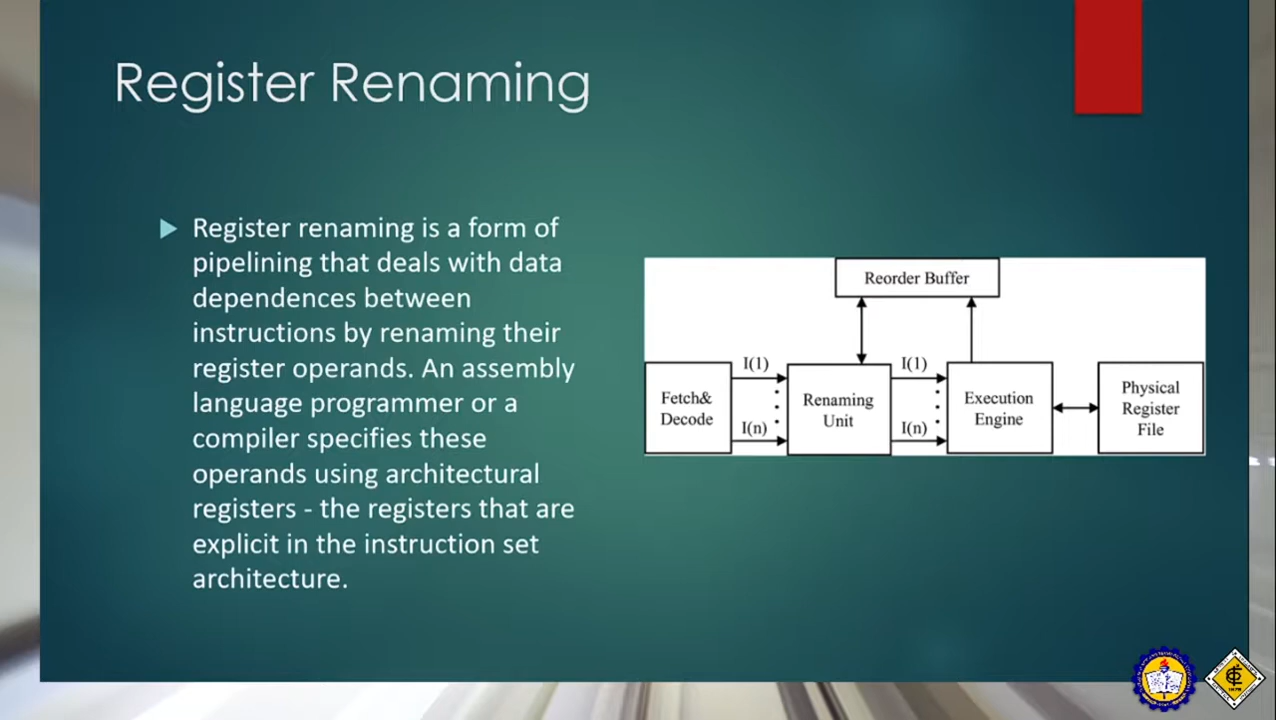 Register Renaming
Register renaming is a form of
pipelining that deals with data
dependences between
instructions by renaming their
register operands. An assembly
language programmer or a
compiler specifies these
operands using architectural
registers - the registers that are
explicit in the instruction set
architecture.
Reorder Buffer
I(1)
I(1)
Fetch&
Decode
Renaming
Unit
Execution
Engine
Physical
Register
File
I(n)
I(n)